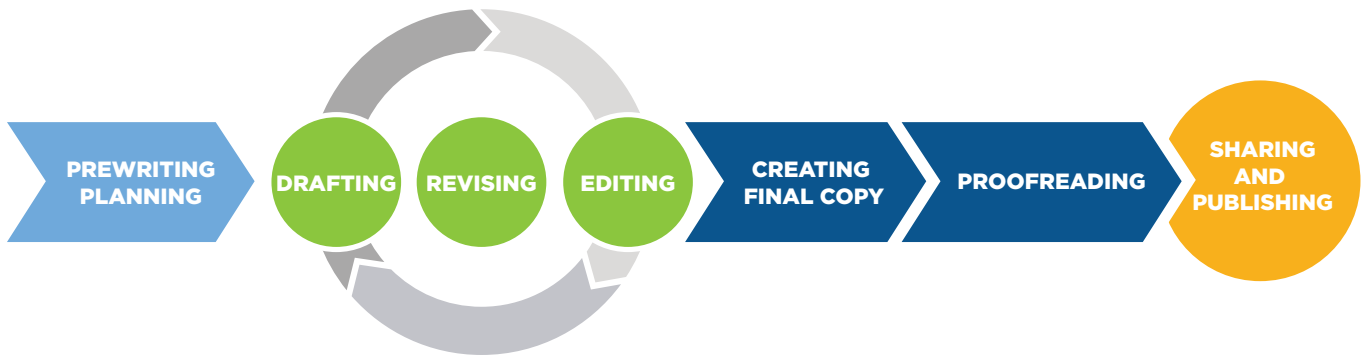 PREWRITING
PLANNING
DRAFTING
REVISING
EDITING
CREATING
FINAL COPY
PROOFREADING
SHARING
AND
PUBLISHING